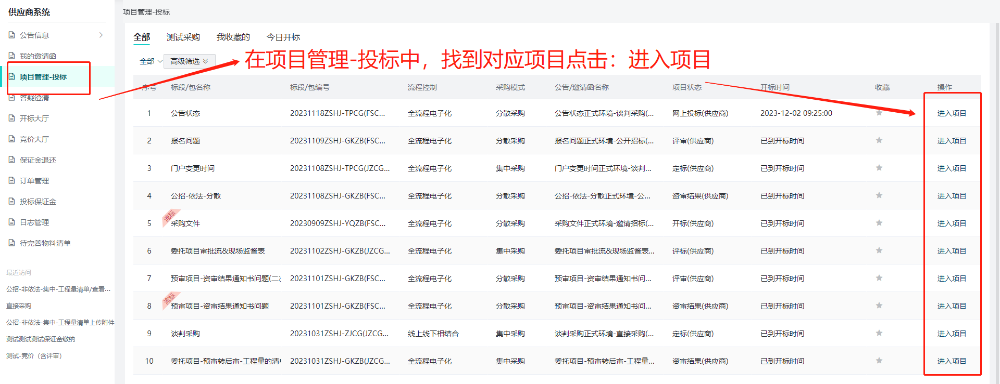 供应商系统
公告信息
我的邀请函
项目管理-投标
答疑澄清
开标大厅
竞价大厅
保证金退还
订单管理
投标保证金
日志管理
待完善物料清单
最近访问
公招-非依法-集中-工程量清单/查看...
直接采购
公招-非依法-集中-工程量清单上传附件
测试测试测试保证金缴纳
测试-竞价（含评审）
项目管理-投标
全部 测试采购 我收藏的 今日开标
全部 高级筛选
在项目管理-投标中，找到对应项目点击：进入项目
序号 标段/包名称 标段/包编号 流程控制 采购模式 公告/邀请函名称 项目状态 开标时间 收藏 操作
1 公告状态 20231118ZSHJ-TPCG(FSC... 全流程电子化 分散采购 公告状态正式环境-谈判采购(... 网上投标(供应商) 2023-12-02 09:25:00 进入项目
2 报名问题 20231109ZSHJ-GKZB(FSC... 全流程电子化 分散采购 报名问题正式环境-公开招标(... 评审(供应商) 已到开标时间 进入项目
3 门户变更时间 20231108ZSHJ-TPCG(JZCG... 全流程电子化 集中采购 门户变更时间正式环境-谈判... 定标(供应商) 已到开标时间 进入项目
4 公招-依法-分散 20231108ZSHJ-GKZB(FSC... 全流程电子化 分散采购 公招-依法-分散正式环境-公... 资审结果(供应商) 已到开标时间 进入项目
流标
5 采购文件 20230909ZSHJ-YQZB(FSC... 全流程电子化 分散采购 采购文件正式环境-邀请招标(... 开标(供应商) 已到开标时间 进入项目
6 委托项目审批流&现场监督表 20231102ZSHJ-GKZB(JZCG... 全流程电子化 集中采购 委托项目审批流&现场监督表... 评标(供应商) 已到开标时间 进入项目
7 预审项目-资审结果通知书问题(二 20231101ZSHJ-GKZB(FSC... 全流程电子化 分散采购 预审项目-资审结果通知书问... 评审(供应商) 已到开标时间 进入项目
流标
8 预审项目-资审结果通知书问题 20231101ZSHJ-GKZB(FSC... 全流程电子化 分散采购 预审项目-资审结果通知书问... 资审结果(供应商) 已到开标时间 进入项目
9 谈判采购 20231031ZSHJ-ZJCG(JZCG... 线上线下相结合 集中采购 谈判采购正式环境-直接采购(... 定标(供应商) 已到开标时间 进入项目
10 委托项目-预审转后审-工程量的清 20231031ZSHJ-GKZB(JZCG... 全流程电子化 集中采购 委托项目-预审转后审-工程量... 资审结果(供应商) 已到开标时间 进入项目